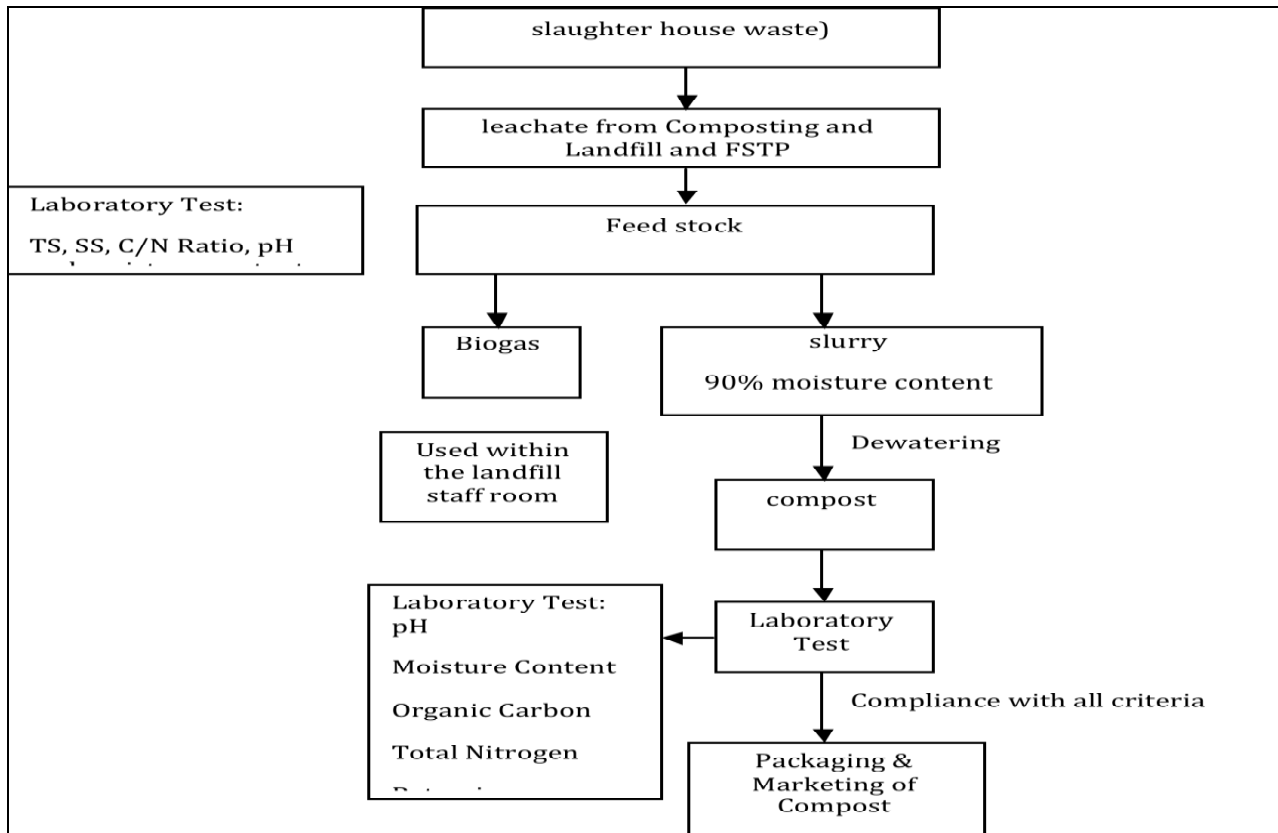 slaughter house waste)
leachate from Composting and
Landfill and FSTP
Laboratory Test:
TS, SS, C/N Ratio, pH
Feed stock
Biogas
slurry
90% moisture content
Used within
the landfill
staff room
Dewatering
compost
Laboratory Test:
pH
Moisture Content
Organic Carbon
Total Nitrogen
Laboratory
Test
Compliance with all criteria
Packaging &
Marketing of
Compost